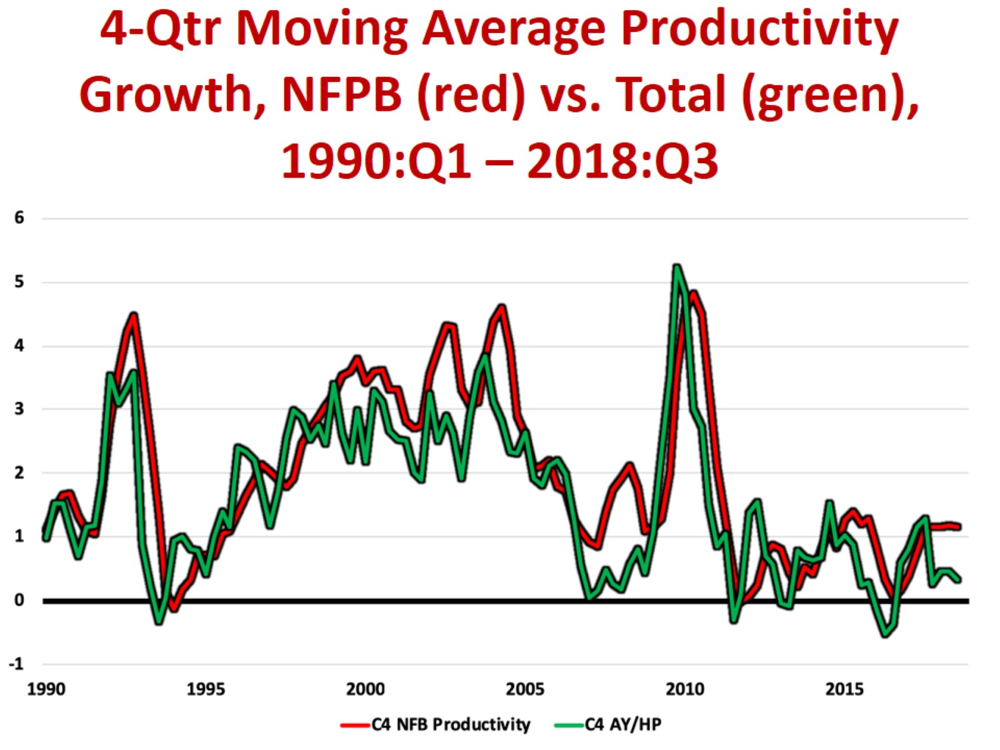 4-Qtr Moving Average Productivity
Growth, NFPB (red) vs. Total (green),
1990:Q1 – 2018:Q3
6
5
4
3
2
1
0
-1
1990 1995 2000 2005 2010 2015
C4 NFB Productivity C4 AY/HP